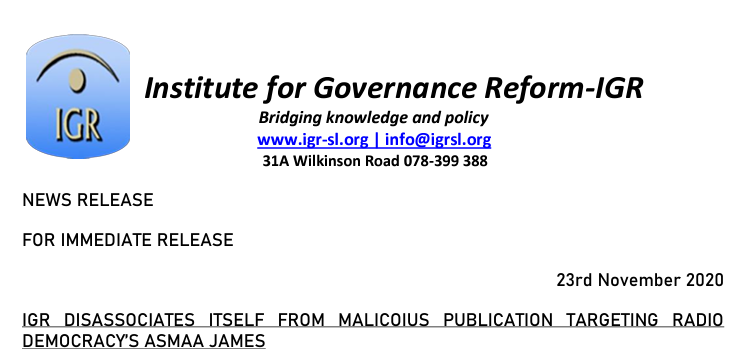 IGR
Institute for Governance Reform-IGR
Bridging knowledge and policy
www.igr-sl.org | info@igrsl.org
31A Wilkinson Road 078-399 388
NEWS RELEASE
FOR IMMEDIATE RELEASE
23rd November 2020
IGR DISASSOCIATES ITSELF FROM MALICOIUS PUBLICATION TARGETING RADIO
DEMOCRACY'S ASMAA JAMES